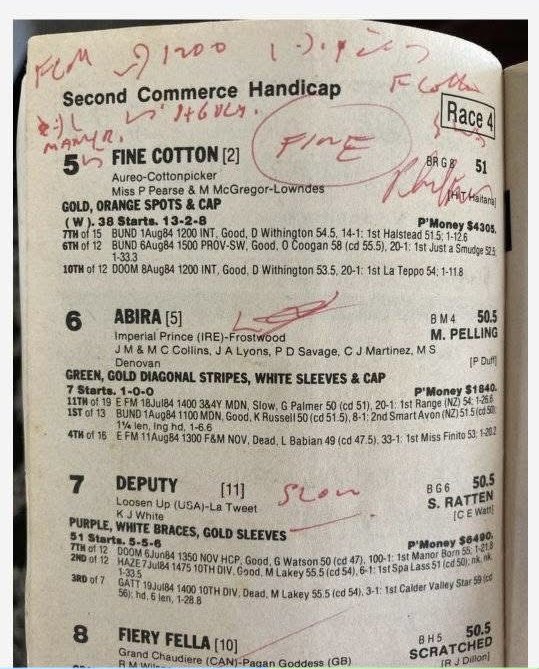 1200
Second Commerce Handicap
Race 4
FINE
5 FINE COTTON [2] BRG8 51
Aureo-Cottonpicker
Miss P Pearse & M McGregor-Lowndes [H T Haitana]
GOLD, ORANGE SPOTS & CAP
(W). 38 Starts. 13-2-8 P'Money $4305.
7TH of 15 BUND 1Aug84 1200 INT, Good, D Withington 54.5, 14-1: 1st Halstead 51.5; 1-12.6
6TH of 12 BUND 6Aug84 1500 PROV-SW, Good, O Coogan 58 (cd 55.5), 20-1: 1st Just a Smudge 52.5,
1-33.3
10TH of 12 DOOM 8Aug84 1200 INT, Good, D Withington 53.5, 20-1: 1st La Teppo 54; 1-11.8
6 ABIRA [5] BM4 50.5
Imperial Prince (IRE)-Frostwood M. PELLING
J M & M C Collins, J A Lyons, P D Savage, C J Martinez, M S
Denovan [P Duff]
GREEN, GOLD DIAGONAL STRIPES, WHITE SLEEVES & CAP
7 Starts. 1-0-0 P'Money $1840.
11TH of 19 E FM 18Jul84 1400 3&4Y MDN, Slow, G Palmer 50 (cd 51), 20-1: 1st Range (NZ) 54; 1-26.6
1ST of 13 BUND 1Aug84 1100 MDN, Good, K Russell 50 (cd 51.5), 8-1: 2nd Smart Avon (NZ) 51.5 (cd 50);
1¼ len, lng hd, 1-6.6
4TH of 16 E FM 11Aug84 1300 F&M NOV, Dead, L Babian 49 (cd 47.5), 33-1: 1st Miss Finito 53; 1-20.2
7 DEPUTY [11] Slow BG6 50.5
Loosen Up (USA)-La Tweet S. RATTEN
K J White [C E Watt]
PURPLE, WHITE BRACES, GOLD SLEEVES
51 Starts. 5-5-6 P'Money $6490.
7TH of 12 DOOM 6Jun84 1350 NOV HCP, Good, G Watson 50 (cd 47), 100-1: 1st Manor Born 55; 1-21.8
2ND of 12 HAZE 7Jul84 1475 10TH DIV, Good, M Lakey 55.5 (cd 54), 6-1: 1st Spa Lass 51 (cd 50); nk, nk,
1-33.5
3RD of 7 GATT 19Jul84 1400 10TH DIV, Dead, M Lakey 55.5 (cd 54), 3-1: 1st Calder Valley Star 59 (cd
56); hd, 6 len, 1-28.8
8 FIERY FELLA [10] BH5 50.5
Grand Chaudiere (CAN)-Pagan Goddess (GB) SCRATCHED
[R J Dillon]